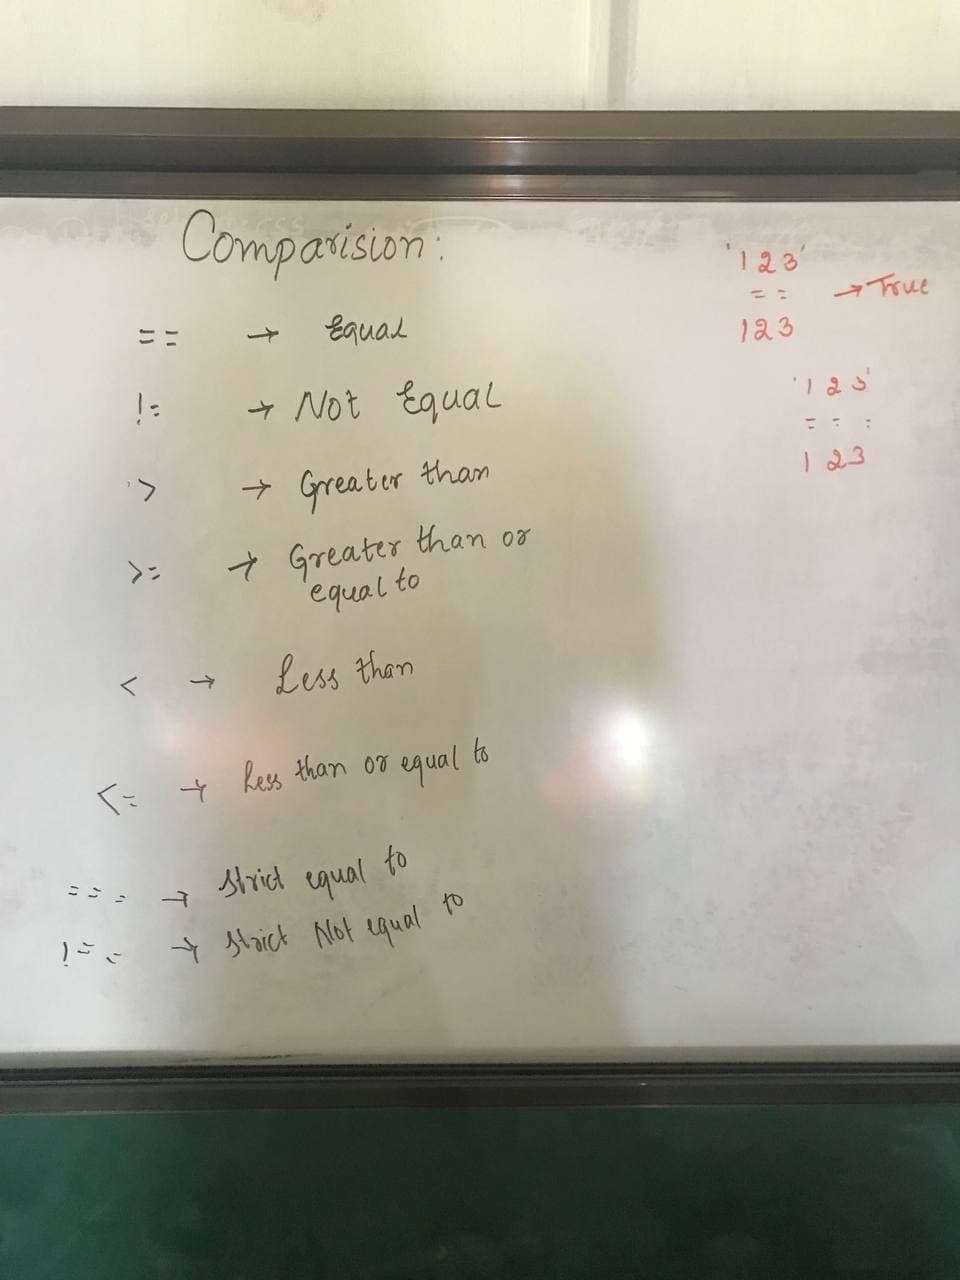 Comparision:
== → Equal
!= → Not Equal
> → Greater than
>= → Greater than or
equal to
< → Less than
<= → Less than or equal to
=== → strict equal to
!== → strict Not equal to
'123'
== → True
123
'123'
===
123